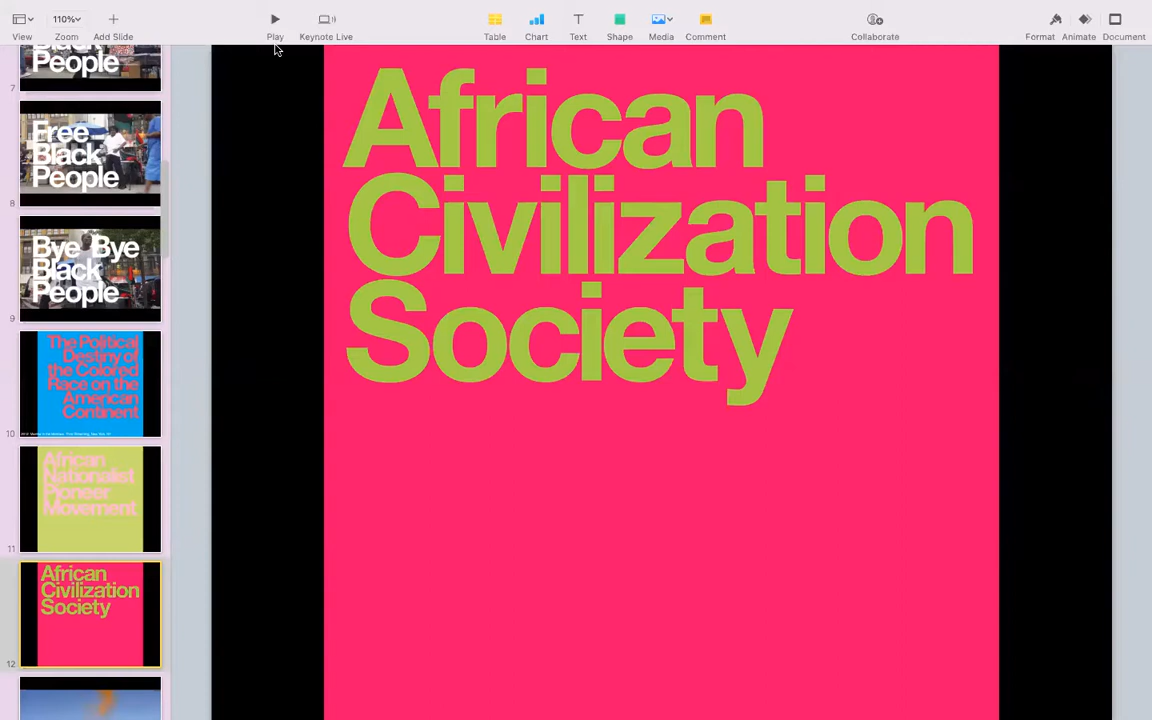 View
110%
Zoom
Add Slide
Play
Keynote Live
Table
Chart
Text
Shape
Media
Comment
Collaborate
Format
Animate
Document
Black
People
7
Free
Black
People
8
Bye Bye
Black
People
9
The Political
Destiny of
the Colored
Race on the
American
Continent
10
African
Nationalist
Pioneer
Movement
11
African
Civilization
Society
12
African
Civilization
Society